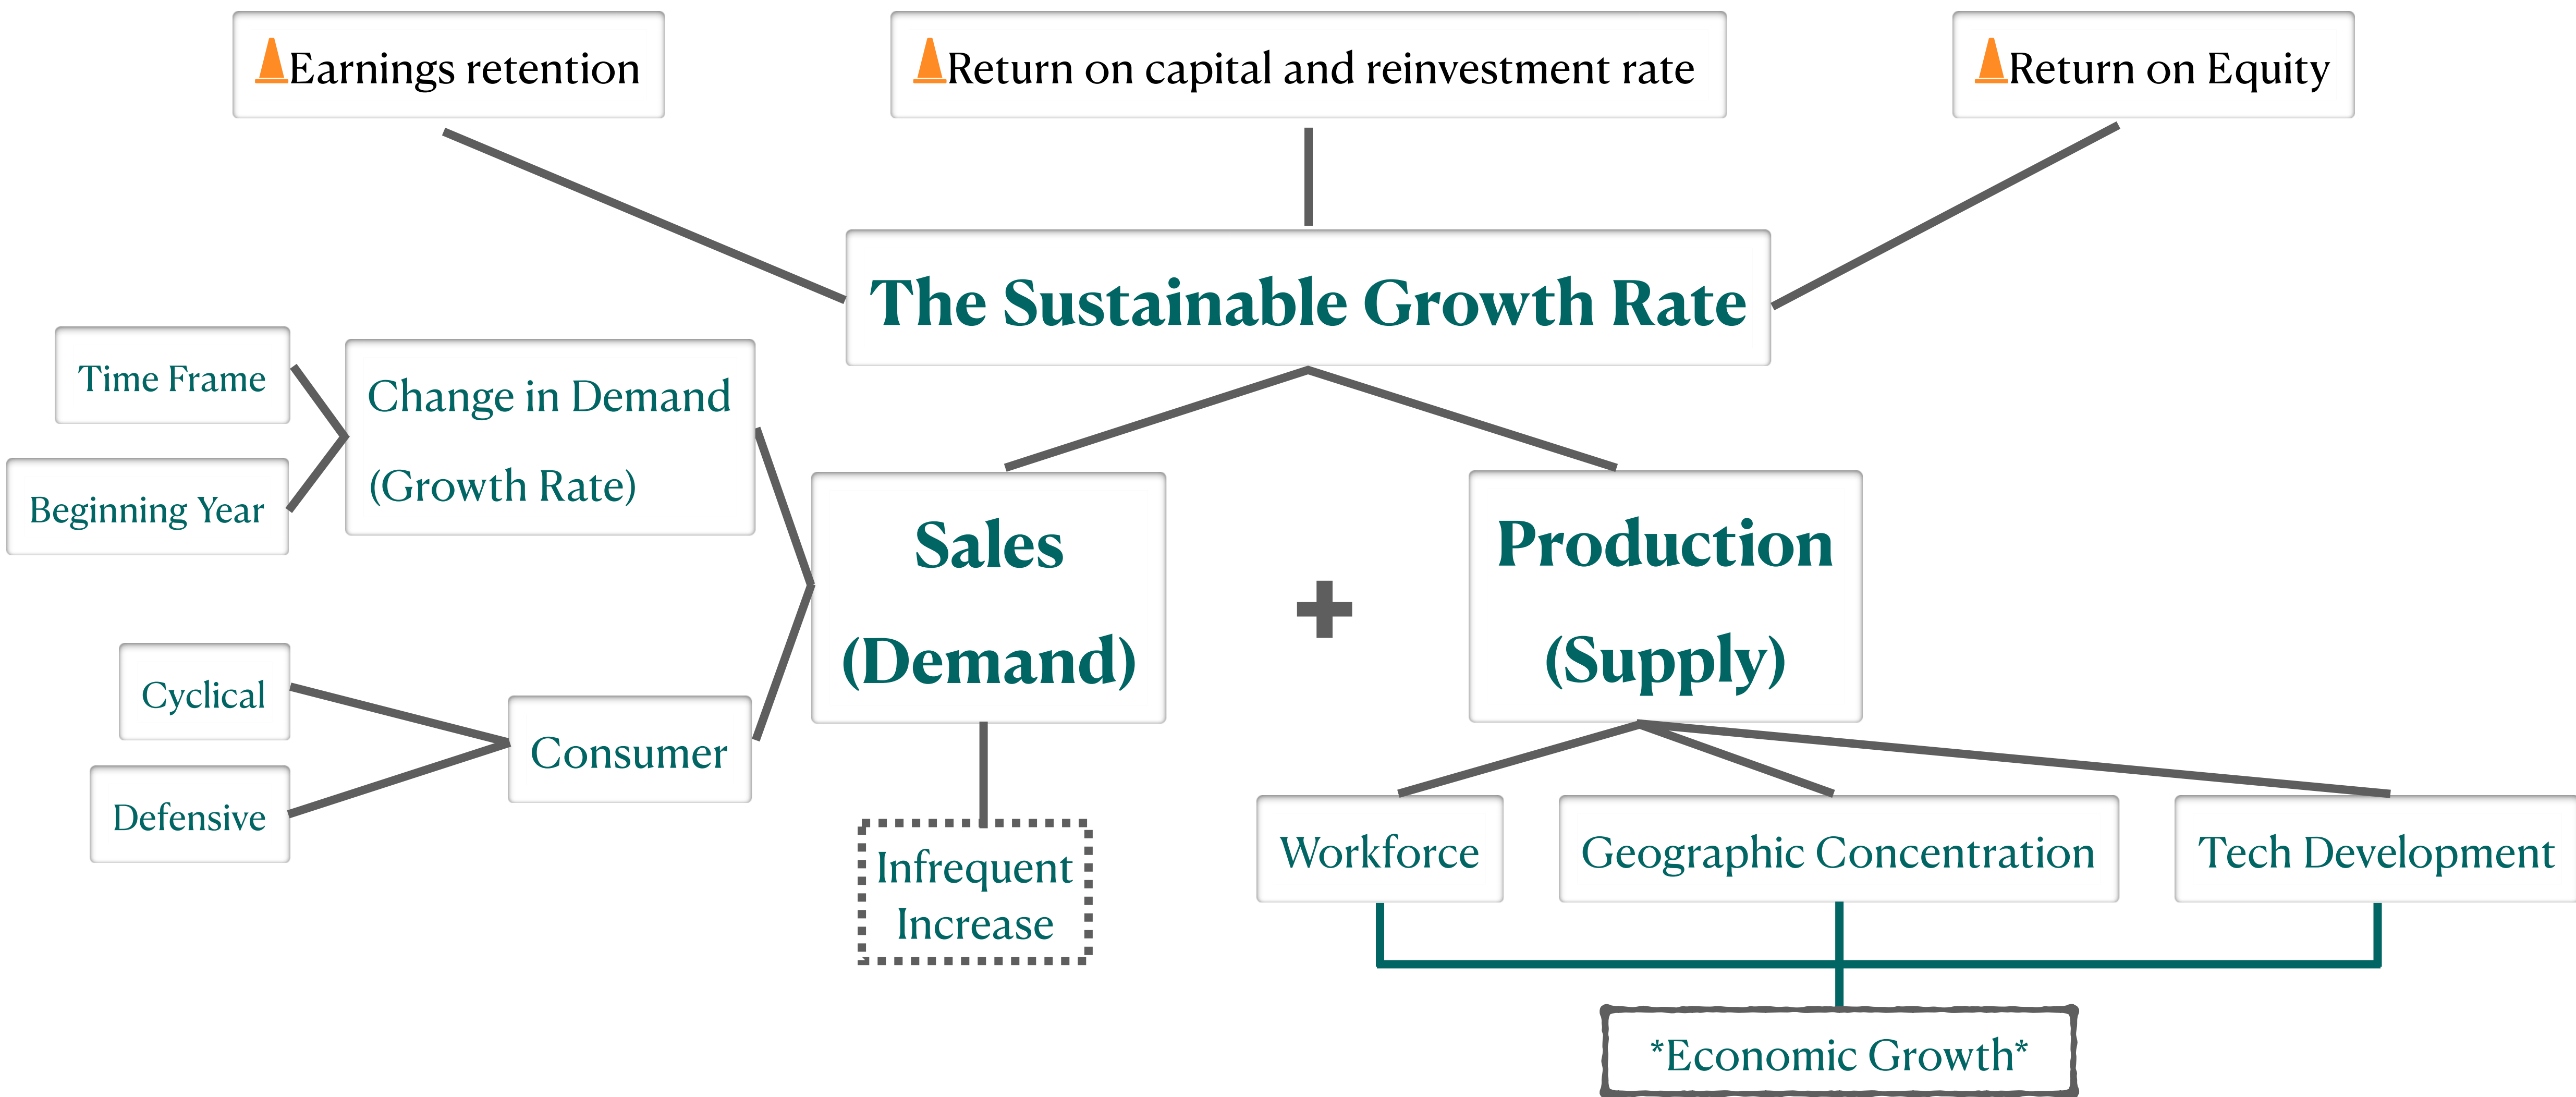 Earnings retention
Return on capital and reinvestment rate
Return on Equity
The Sustainable Growth Rate
Time Frame
Beginning Year
Change in Demand
(Growth Rate)
Sales
(Demand)
Production
(Supply)
Cyclical
Defensive
Consumer
Infrequent
Increase
Workforce
Geographic Concentration
Tech Development
*Economic Growth*